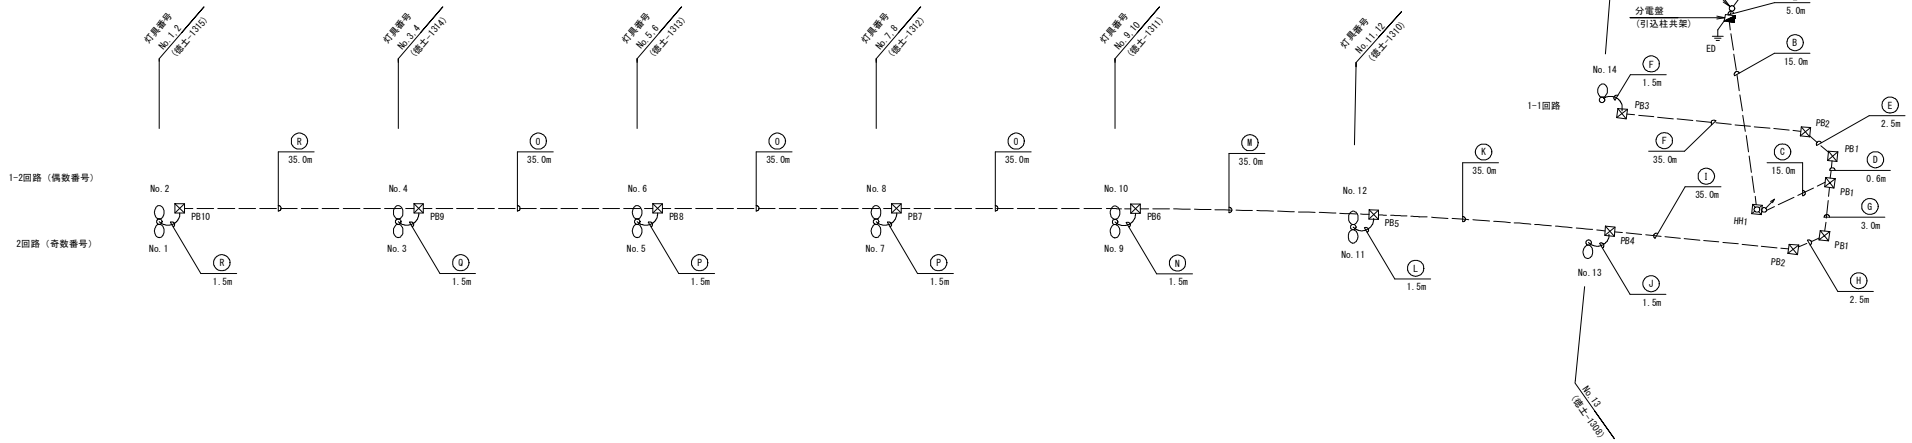 灯具番号
No.1,2
(徳土-1315)
灯具番号
No.3,4
(徳土-1314)
灯具番号
No.5,6
(徳土-1313)
灯具番号
No.7,8
(徳土-1312)
灯具番号
No.9,10
(徳土-1311)
灯具番号
No.11,12
(徳土-1310)
分電盤
(引込柱共架)
5.0m
ED
B
15.0m
No.14
F
1.5m
1-1回路
PB3
PB2
E
2.5m
F
35.0m
C
15.0m
PB1
D
0.6m
PB1
HH1
G
3.0m
PB1
PB2
H
2.5m
I
35.0m
PB4
No.13
J
1.5m
No.13
(徳土-1308)
1-2回路 (偶数番号)
2回路 (奇数番号)
R
35.0m
O
35.0m
O
35.0m
O
35.0m
M
35.0m
K
35.0m
No.2
No.4
No.6
No.8
No.10
No.12
PB10
PB9
PB8
PB7
PB6
PB5
No.1
No.3
No.5
No.7
No.9
No.11
R
1.5m
Q
1.5m
P
1.5m
P
1.5m
N
1.5m
L
1.5m